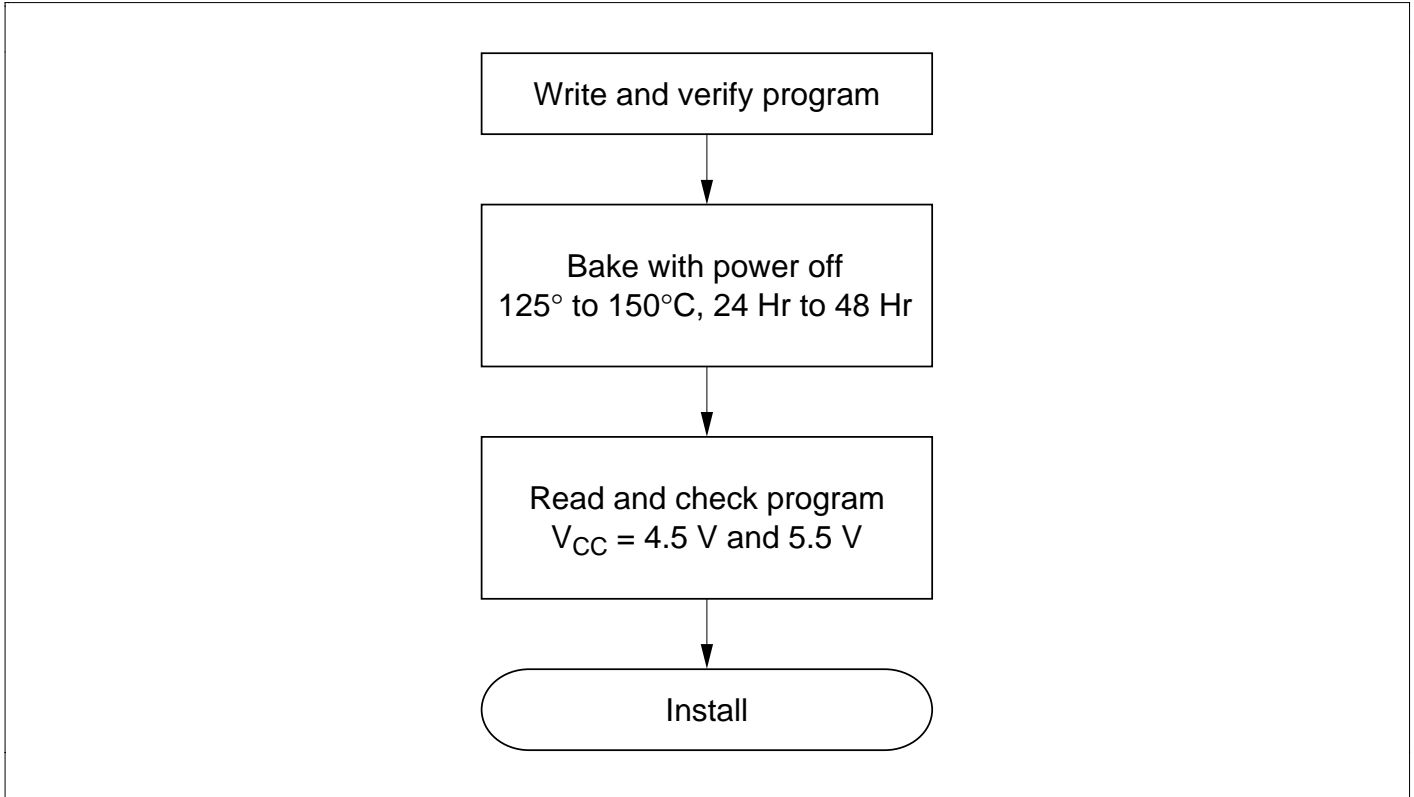 Write and verify program
Bake with power off
125° to 150°C, 24 Hr to 48 Hr
Read and check program
VCC = 4.5 V and 5.5 V
Install